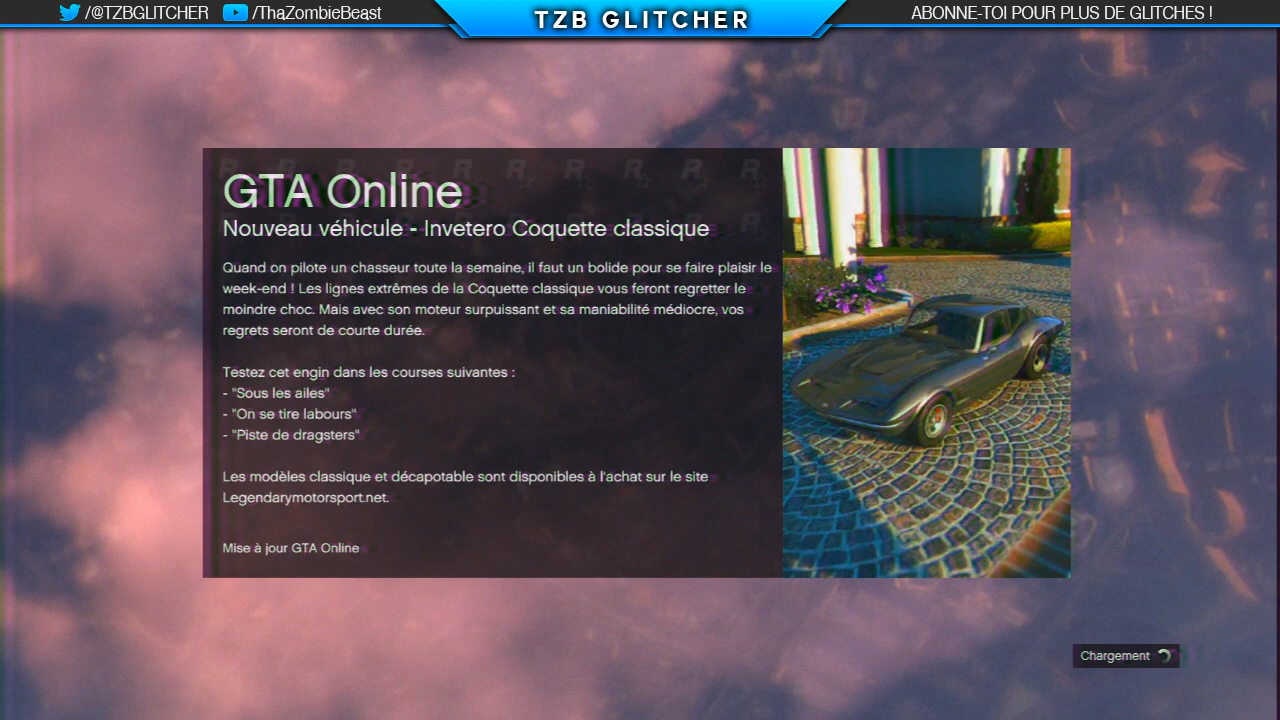 /@TZBGLITCHER
/ThaZombieBeast
TZB GLITCHER
ABONNE-TOI POUR PLUS DE GLITCHES !
GTA Online
Nouveau véhicule - Invetero Coquette classique
Quand on pilote un chasseur toute la semaine, il faut un bolide pour se faire plaisir le
week-end ! Les lignes extrêmes de la Coquette classique vous feront regretter le
moindre choc. Mais avec son moteur surpuissant et sa maniabilité médiocre, vos
regrets seront de courte durée.
Testez cet engin dans les courses suivantes :
- "Sous les ailes"
- "On se tire labours"
- "Piste de dragsters"
Les modèles classique et décapotable sont disponibles à l'achat sur le site
Legendarymotorsport.net.
Mise à jour GTA Online
Chargement